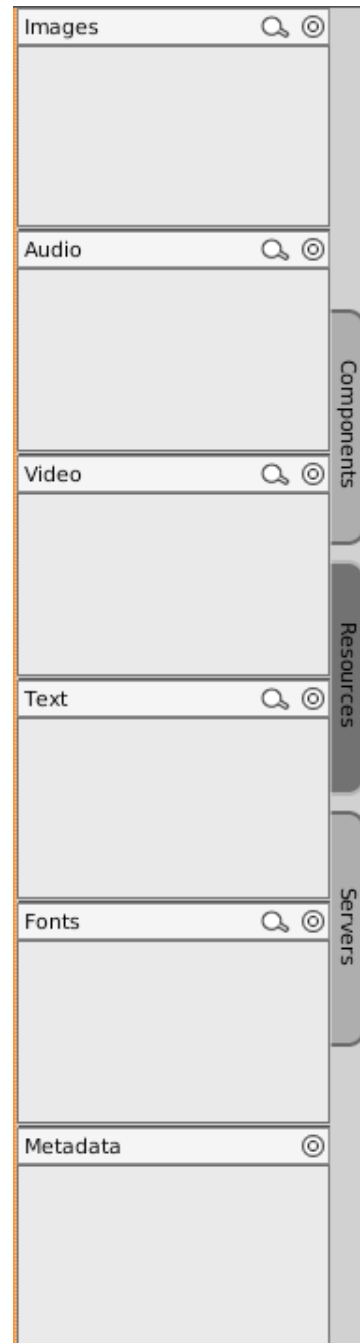 Images
Audio
Video
Text
Fonts
Metadata
Components
Resources
Servers